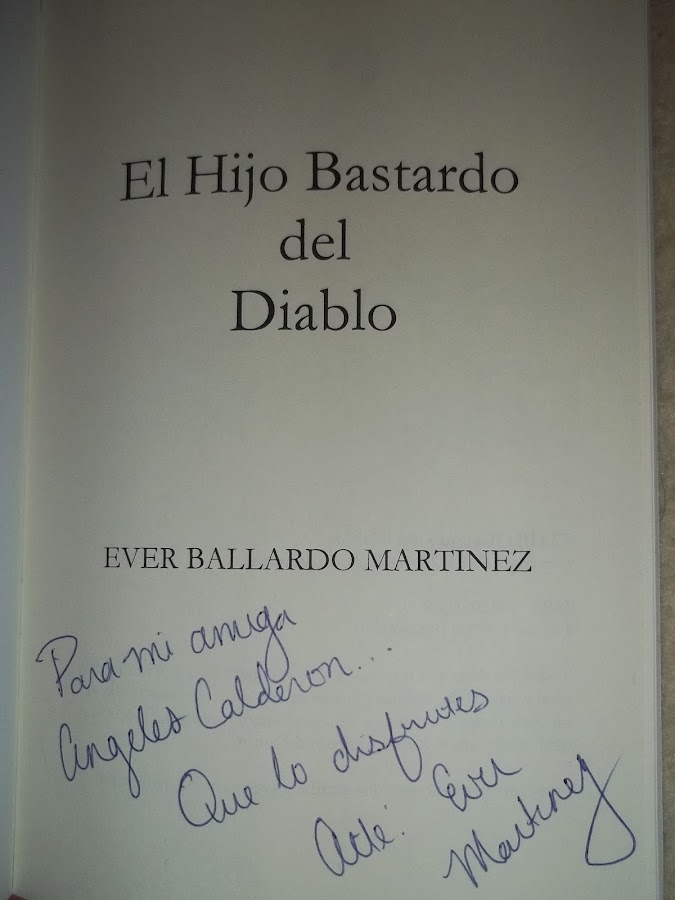 El Hijo Bastardo
del
Diablo
EVER BALLARDO MARTINEZ
Para mi amiga
Angeles Calderon...
Que lo disfrutes
Atte: Ever
Martinez